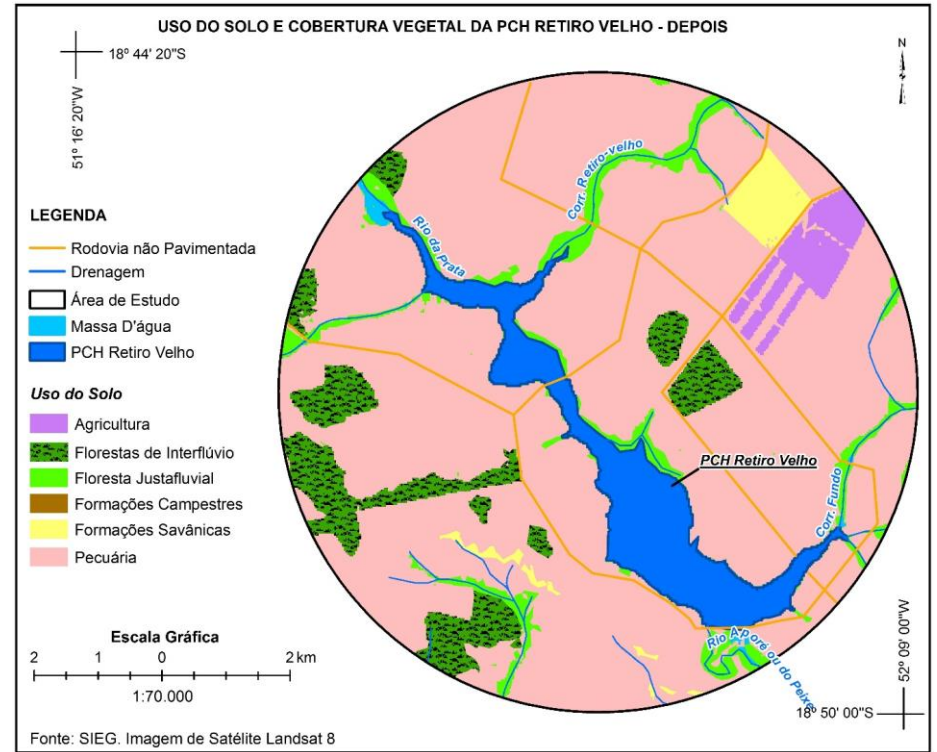 USO DO SOLO E COBERTURA VEGETAL DA PCH RETIRO VELHO - DEPOIS
18º 44' 20"S
51º 16' 20"W
N
LEGENDA
Rodovia não Pavimentada
Drenagem
Área de Estudo
Massa D'água
PCH Retiro Velho
Uso do Solo
Agricultura
Florestas de Interflúvio
Floresta Justafluvial
Formações Campestres
Formações Savânicas
Pecuária
Escala Gráfica
2 1 0 2 km
1:70.000
Fonte: SIEG. Imagem de Satélite Landsat 8
Rio da Prata
Corr. Retiro-velho
PCH Retiro Velho
Corr. Fundo
Rio Aporé ou do Peixe
52º 09' 00"W
18º 50' 00"S